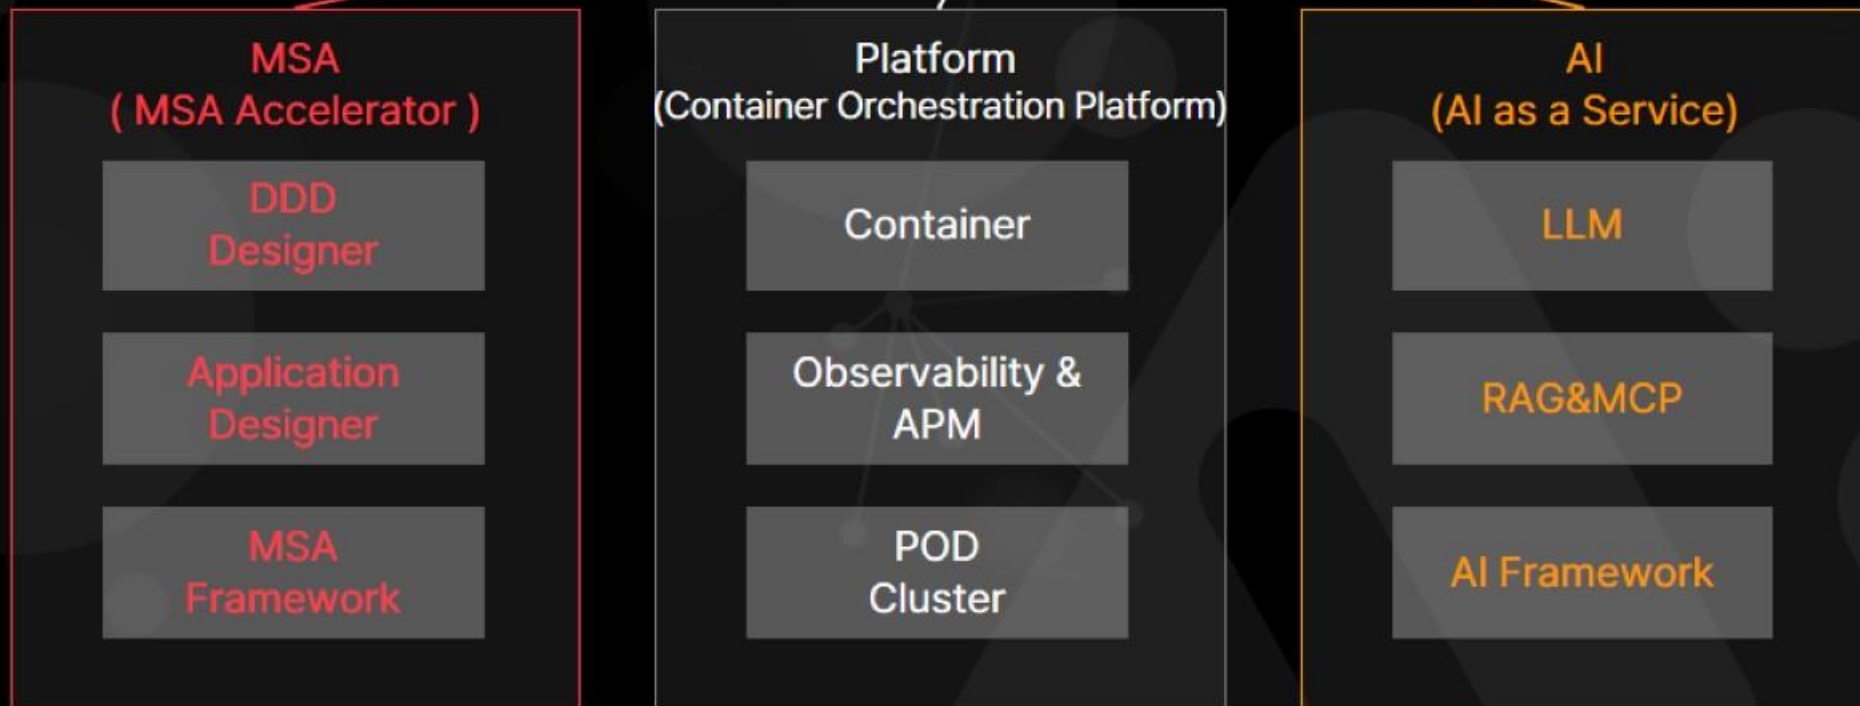 MSA
( MSA Accelerator )
DDD
Designer
Application
Designer
MSA
Framework
Platform
(Container Orchestration Platform)
Container
Observability &
APM
POD
Cluster
AI
(AI as a Service)
LLM
RAG&MCP
AI Framework